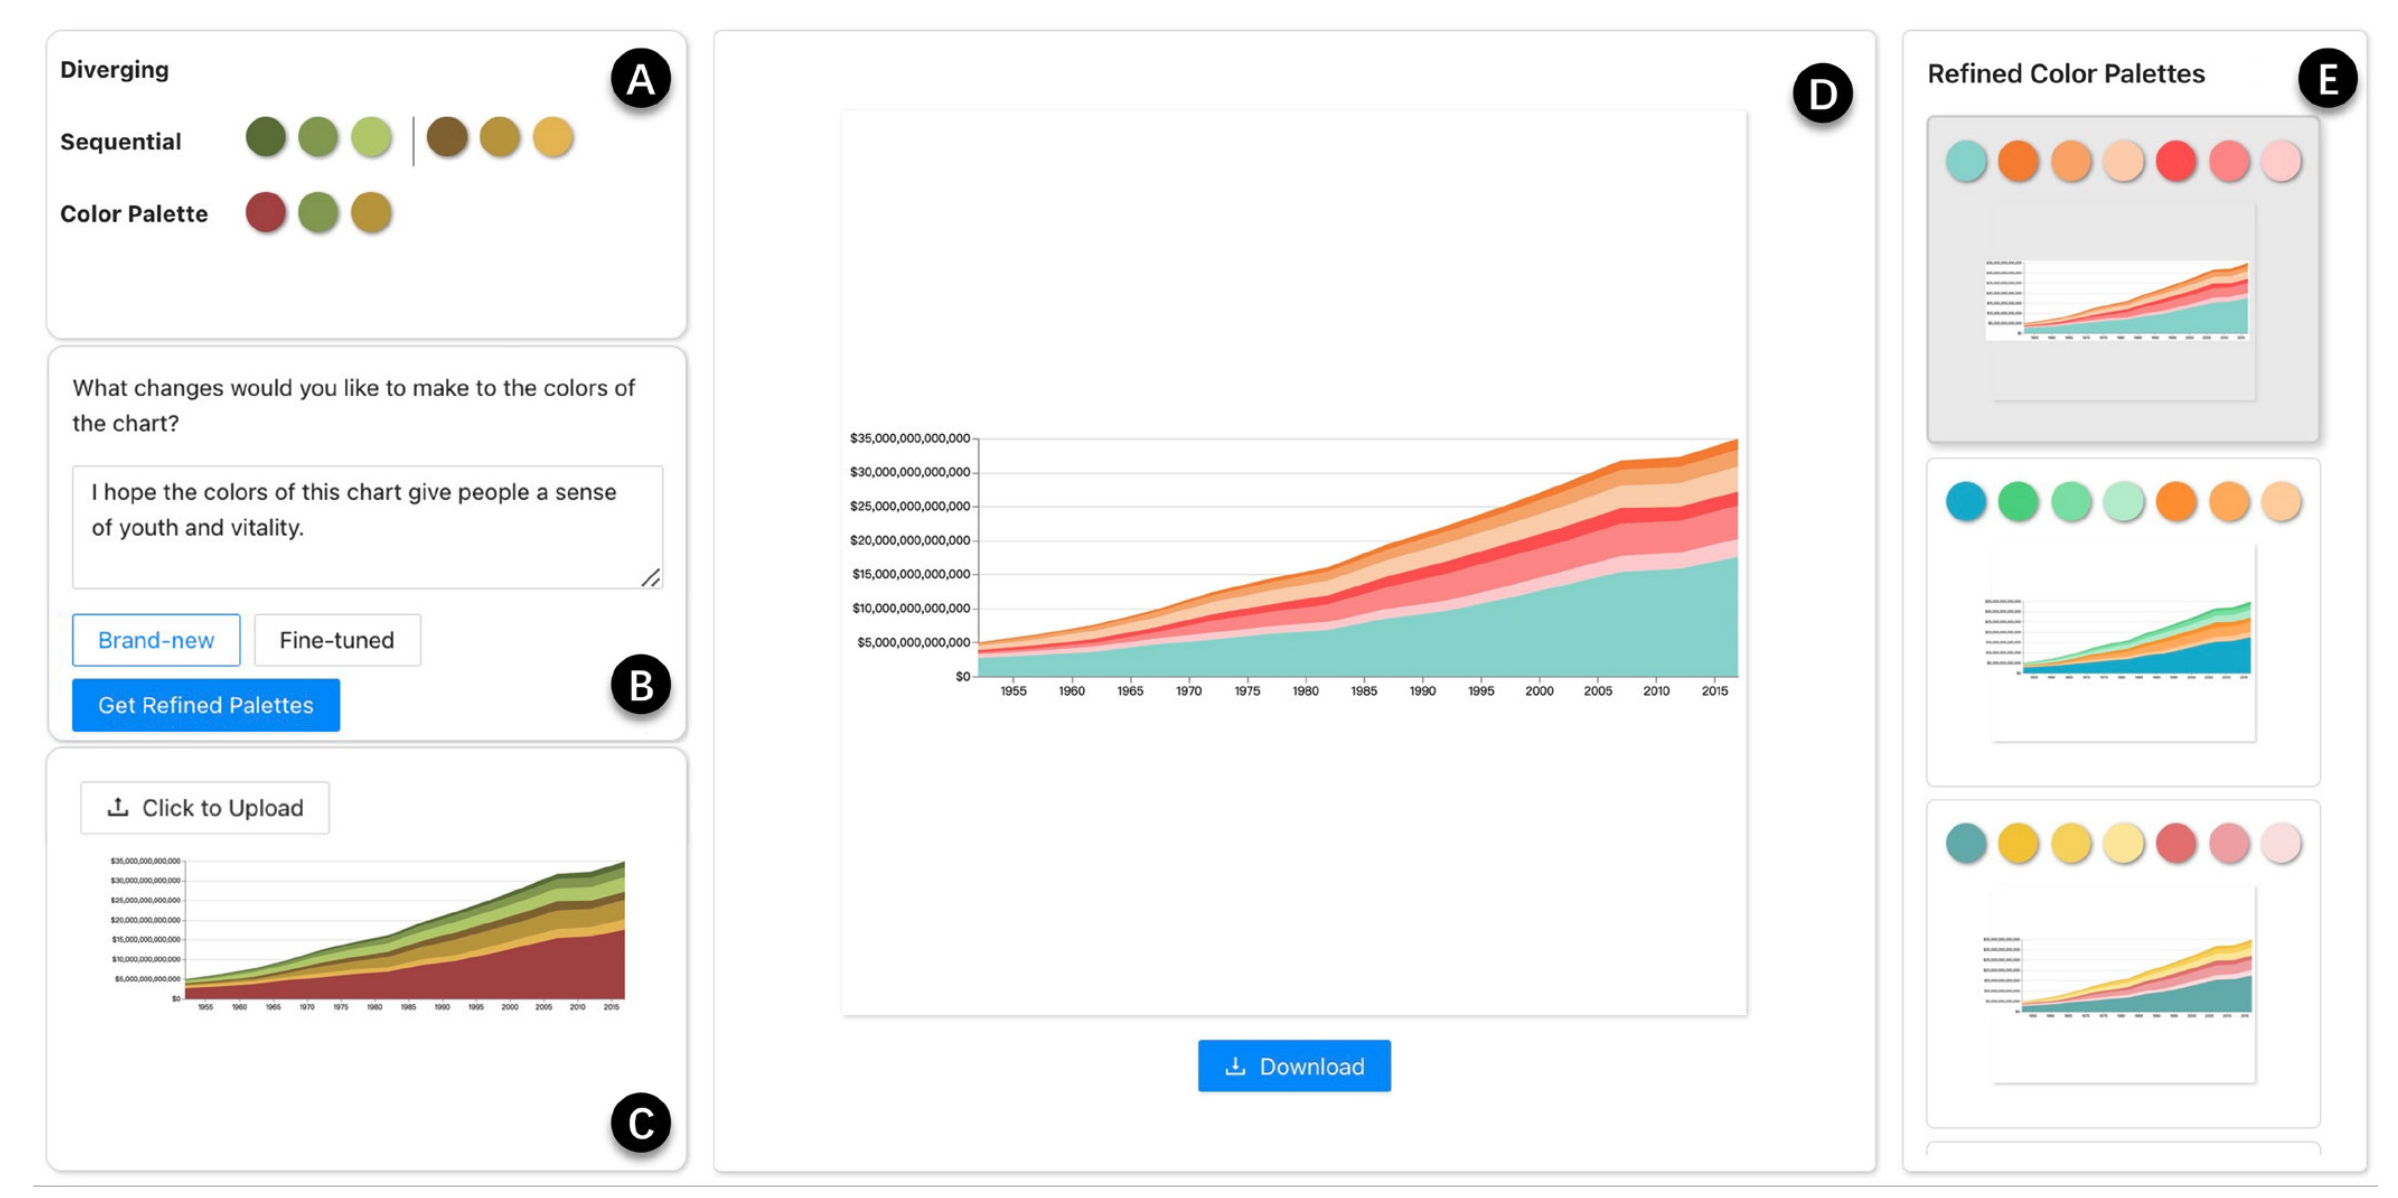 Diverging
A
Sequential
Color Palette
What changes would you like to make to the colors of
the chart?
I hope the colors of this chart give people a sense
of youth and vitality.
Brand-new
Fine-tuned
Get Refined Palettes
B
Click to Upload
$35,000,000,000,000
$30,000,000,000,000
$25,000,000,000,000
$20,000,000,000,000
$15,000,000,000,000
$10,000,000,000,000
$5,000,000,000,000
$0
1955 1960 1965 1970 1975 1980 1985 1990 1995 2000 2005 2010 2015
C
D
$35,000,000,000,000
$30,000,000,000,000
$25,000,000,000,000
$20,000,000,000,000
$15,000,000,000,000
$10,000,000,000,000
$5,000,000,000,000
$0
1955 1960 1965 1970 1975 1980 1985 1990 1995 2000 2005 2010 2015
Download
Refined Color Palettes
E